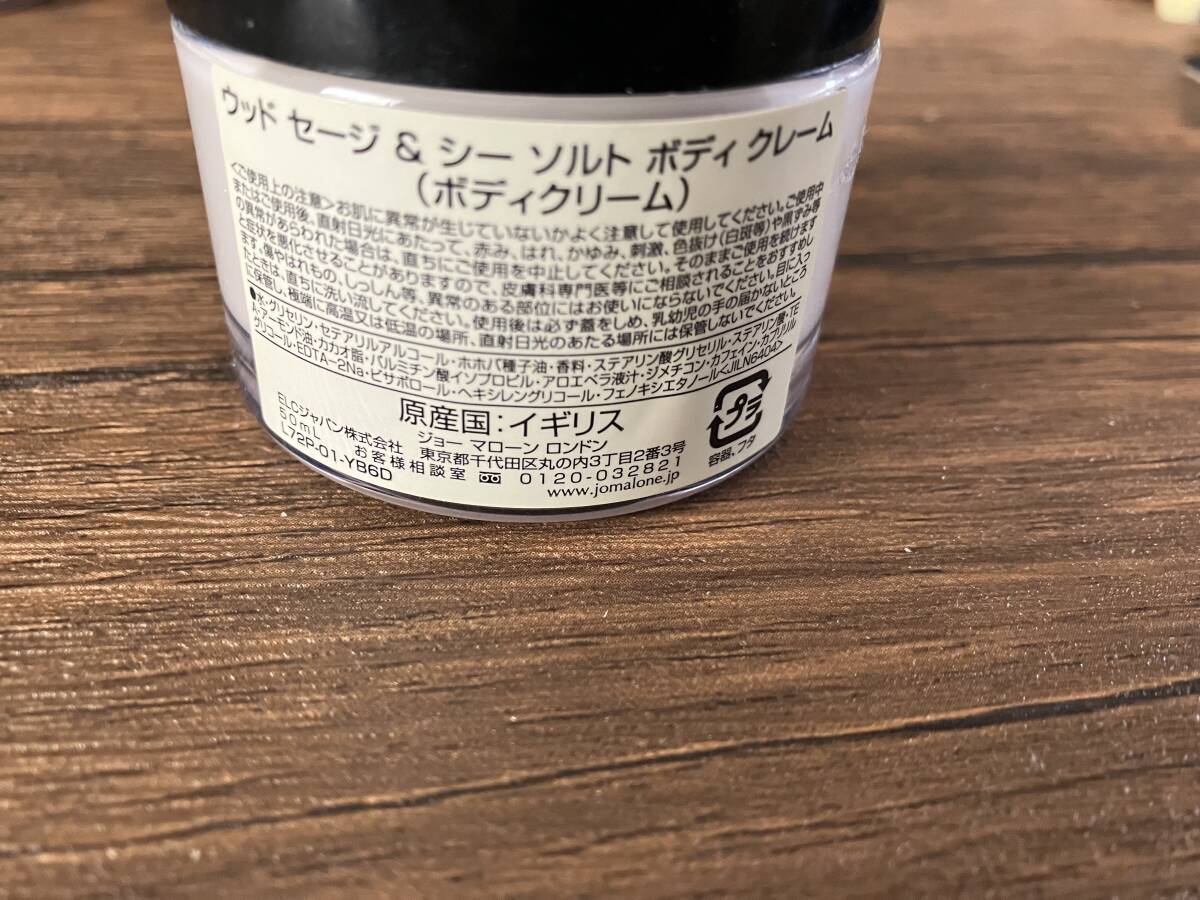 ウッド セージ & シー ソルト ボディ クレーム
(ボディクリーム)
<ご使用上の注意>お肌に異常が生じていないかよく注意して使用してください。ご使用中
またはご使用後、直射日光にあたって、赤み、はれ、かゆみ、刺激、色抜け(白斑等)や黒ずみ等
の異常があらわれた場合は、直ちにご使用を中止してください。そのままご使用を続けます
と症状を悪化させることがありますので、皮膚科専門医等にご相談されることをおすすめし
ます。傷やはれもの、しっしん等、異常のある部位にはお使いにならないでください。目に入っ
たときは、直ちに洗い流してください。使用後は必ず蓋をしめ、乳幼児の手の届かないところ
に保管し、極端に高温又は低温の場所、直射日光のあたる場所には保管しないでください。
●水・グリセリン・セテアリルアルコール・ホホバ種子油・香料・ステアリン酸グリセリル・ステアリン酸・TE
A・アーモンド油・カカオ脂・パルミチン酸イソプロピル・アロエベラ液汁・ジメチコン・カフェイン・カプリリル
グリコール・EDTA-2Na・ビサボロール・ヘキシレングリコール・フェノキシエタノール<JILN6404>
原産国:イギリス
ELCジャパン株式会社 ジョー マローン ロンドン
50mL 東京都千代田区丸の内3丁目2番3号
L72P-01-YB6D お客様相談室 0120-032821
www.jomalone.jp
プラ
容器、フタ